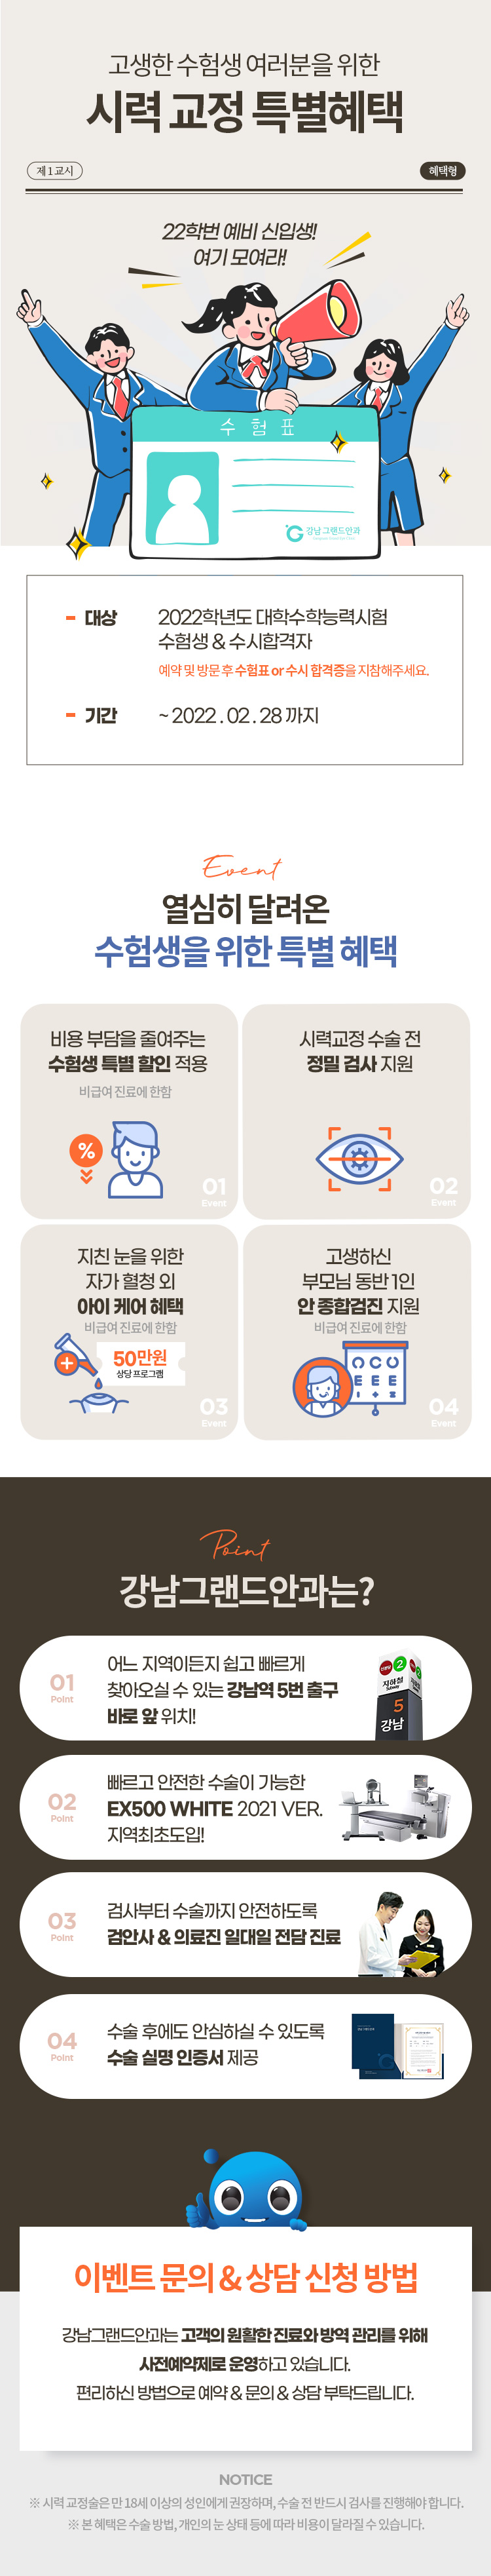 고생한 수험생 여러분을 위한
시력 교정 특별혜택
제1교시
혜택형
22학번 예비 신입생!
여기 모여라!
수 험 표
강남그랜드안과
대상
2022학년도 대학수학능력시험
수험생 & 수시합격자
예약 및 방문 후 수험표 or 수시 합격증을 지참해주세요.
기간
~ 2022 . 02 . 28 까지
Event
열심히 달려온
수험생을 위한 특별 혜택
비용 부담을 줄여주는
수험생 특별 할인 적용
비급여 진료에 한함
%
01
Event
시력교정 수술 전
정밀 검사 지원
02
Event
지친 눈을 위한
자가 혈청 외
아이 케어 혜택
비급여 진료에 한함
50만원
상당 프로그램
03
Event
고생하신
부모님 동반 1인
안 종합검진 지원
비급여 진료에 한함
04
Event
Point
강남그랜드안과는?
01
Point
어느 지역이든지 쉽고 빠르게
찾아오실 수 있는 강남역 5번 출구
바로 앞 위치!
2
지하철
Subway
5
강남
02
Point
빠르고 안전한 수술이 가능한
EX500 WHITE 2021 VER.
지역최초도입!
03
Point
검사부터 수술까지 안전하도록
검안사 & 의료진 일대일 전담 진료
04
Point
수술 후에도 안심하실 수 있도록
수술 실명 인증서 제공
이벤트 문의 & 상담 신청 방법
강남그랜드안과는 고객의 원활한 진료와 방역 관리를 위해
사전예약제로 운영하고 있습니다.
편리하신 방법으로 예약 & 문의 & 상담 부탁드립니다.
NOTICE
※ 시력 교정술은 만 18세 이상의 성인에게 권장하며, 수술 전 반드시 검사를 진행해야 합니다.
※ 본 혜택은 수술 방법, 개인의 눈 상태 등에 따라 비용이 달라질 수 있습니다.